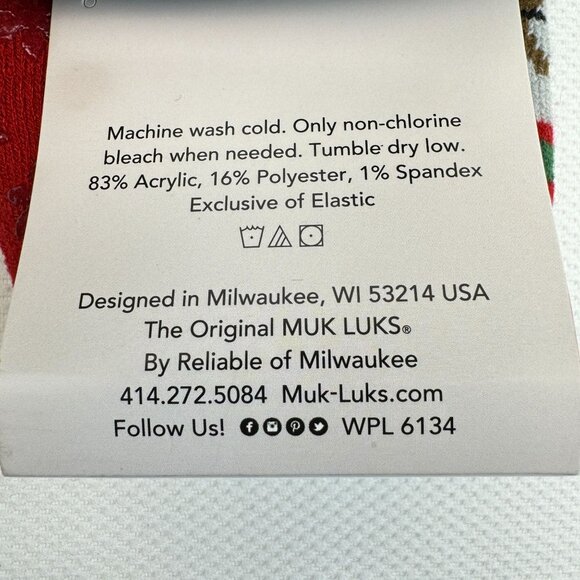 Machine wash cold. Only non-chlorine
bleach when needed. Tumble dry low.
83% Acrylic, 16% Polyester, 1% Spandex
Exclusive of Elastic
Designed in Milwaukee, WI 53214 USA
The Original MUK LUKS®
By Reliable of Milwaukee
414.272.5084 Muk-Luks.com
Follow Us! WPL 6134